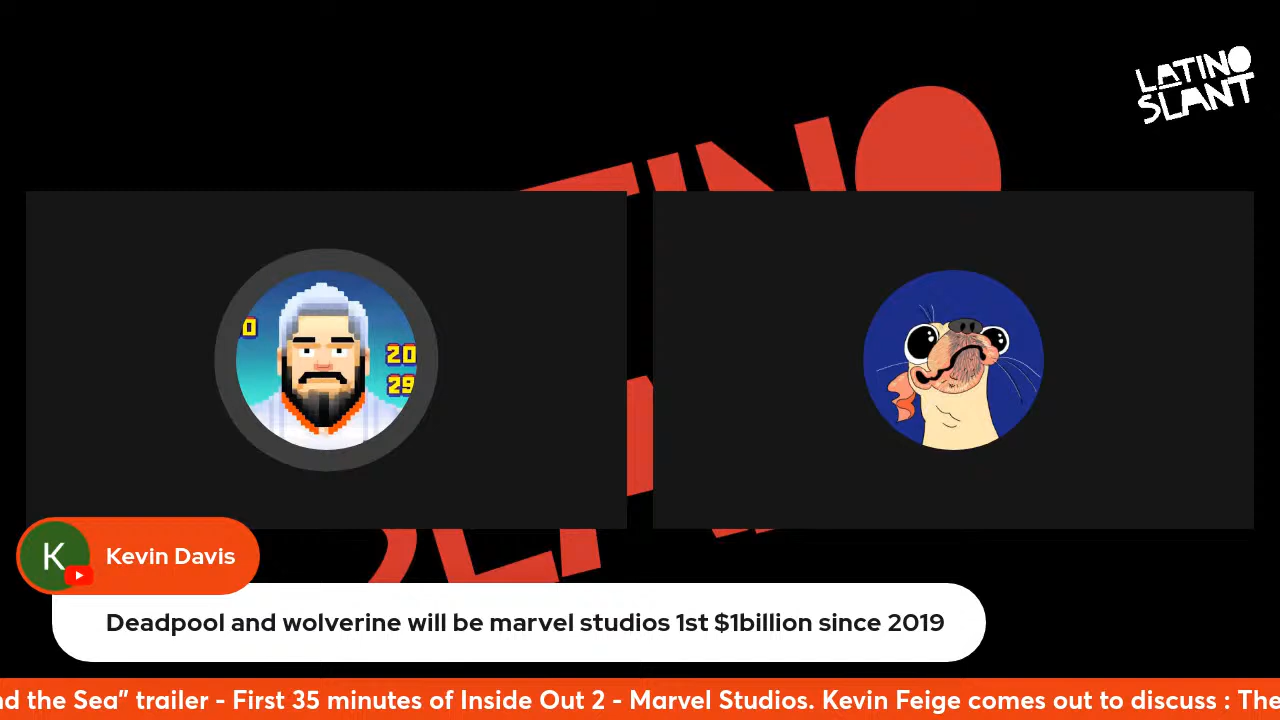 LATINO
SLANT
0
20
29
K
Kevin Davis
Deadpool and wolverine will be marvel studios 1st $1billion since 2019
nd the Sea” trailer - First 35 minutes of Inside Out 2 - Marvel Studios. Kevin Feige comes out to discuss : The